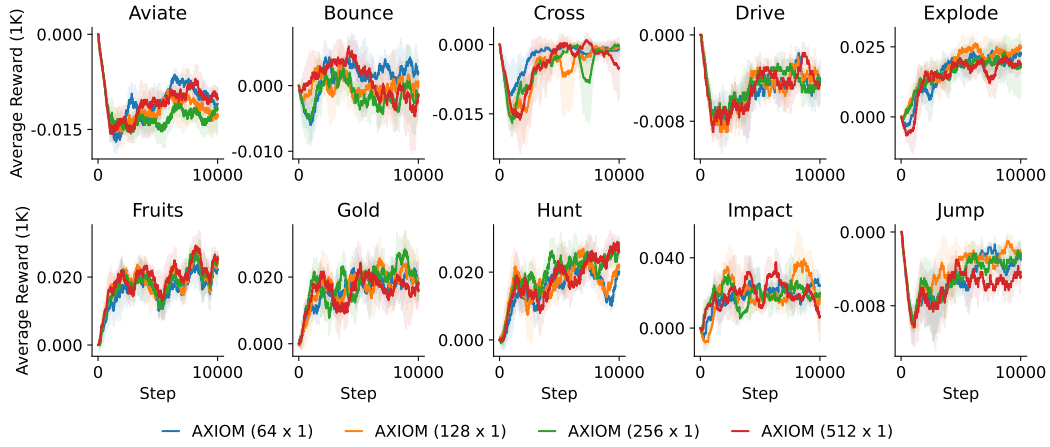 Aviate Bounce Cross Drive Explode
Average Reward (1K)
0.000 -0.015
0.000 -0.010
0.000 -0.015
0.000 -0.008
0.025 0.000
0 10000 0 10000 0 10000 0 10000 0 10000
Fruits Gold Hunt Impact Jump
Average Reward (1K)
0.020 0.000
0.020 0.000
0.020 0.000
0.040 0.000
0.000 -0.008
0 10000 0 10000 0 10000 0 10000 0 10000
Step Step Step Step Step
AXIOM (64 x 1) AXIOM (128 x 1) AXIOM (256 x 1) AXIOM (512 x 1)